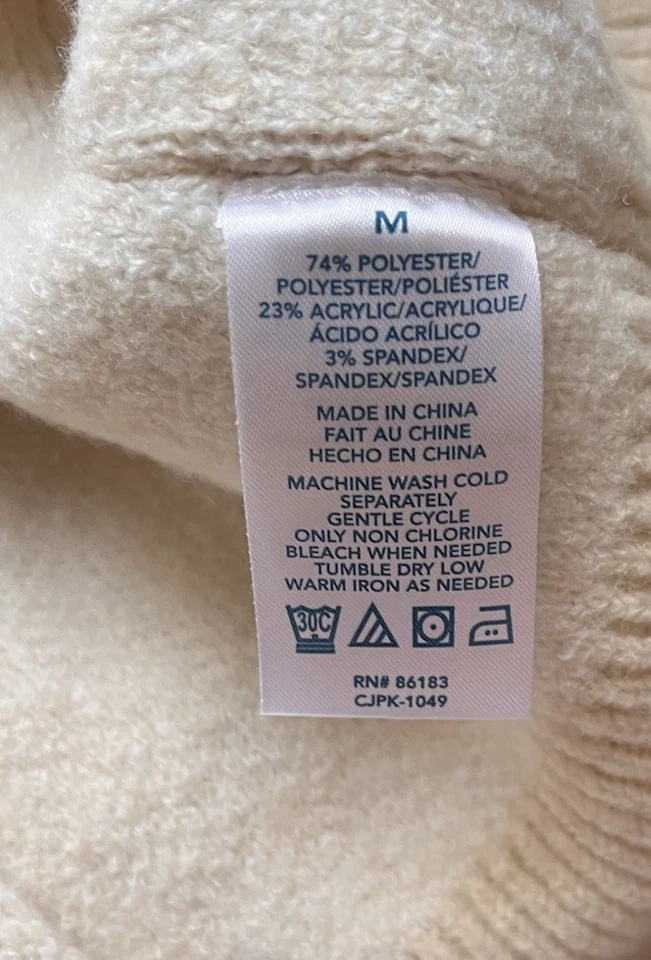 M
74% POLYESTER/
POLYESTER/POLIÉSTER
23% ACRYLIC/ACRYLIQUE/
ÁCIDO ACRÍLICO
3% SPANDEX/
SPANDEX/SPANDEX
MADE IN CHINA
FAIT AU CHINE
HECHO EN CHINA
MACHINE WASH COLD
SEPARATELY
GENTLE CYCLE
ONLY NON CHLORINE
BLEACH WHEN NEEDED
TUMBLE DRY LOW
WARM IRON AS NEEDED
30C
RN# 86183
CJPK-1049